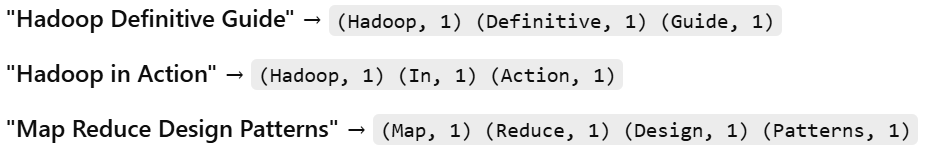 "Hadoop Definitive Guide" → (Hadoop, 1) (Definitive, 1) (Guide, 1)
"Hadoop in Action" → (Hadoop, 1) (In, 1) (Action, 1)
"Map Reduce Design Patterns" → (Map, 1) (Reduce, 1) (Design, 1) (Patterns, 1)